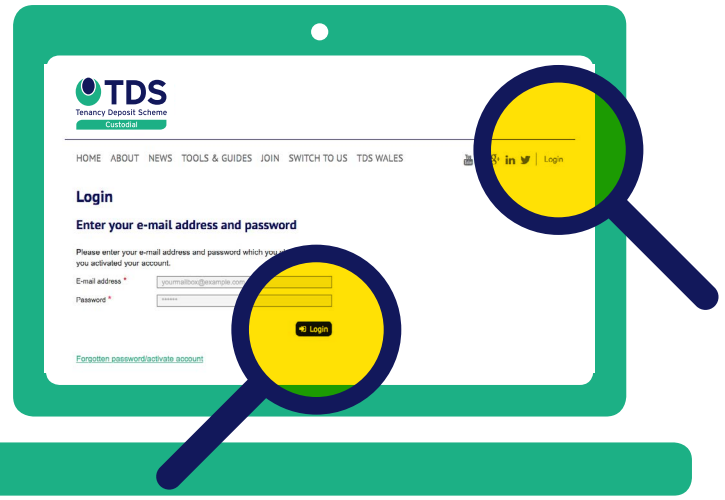 TDS
Tenancy Deposit Scheme
Custodial
HOME ABOUT NEWS TOOLS & GUIDES JOIN SWITCH TO US TDS WALES
You
in
Login
Login
Enter your e-mail address and password
Please enter your e-mail address and password which you
you activated your account.
E-mail address * yourmailbox@example.com
Password * ******
Login
Forgotten password/activate account